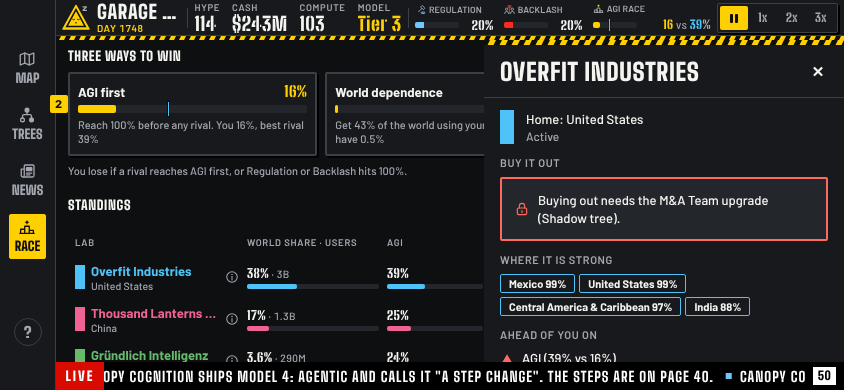 GARAGE ...
DAY 1748
HYPE
114
CASH
$243M
COMPUTE
103
MODEL
Tier 3
REGULATION
20%
BACKLASH
20%
AGI RACE
16 vs 39%
1x
2x
3x
MAP
2
TREES
NEWS
RACE
?
THREE WAYS TO WIN
AGI first
16%
Reach 100% before any rival. You 16%, best rival
39%
World dependence
Get 43% of the world using your
have 0.5%
You lose if a rival reaches AGI first, or Regulation or Backlash hits 100%.
STANDINGS
LAB
WORLD SHARE · USERS
AGI
Overfit Industries
United States
38% · 3B
39%
Thousand Lanterns ...
China
17% · 1.3B
25%
Gründlich Intelligenz
3.6% · 290M
24%
OVERFIT INDUSTRIES
Home: United States
Active
BUY IT OUT
Buying out needs the M&A Team upgrade
(Shadow tree).
WHERE IT IS STRONG
Mexico 99%
United States 99%
Central America & Caribbean 97%
India 88%
AHEAD OF YOU ON
AGI (39% vs 16%)
LIVE
OPY COGNITION SHIPS MODEL 4: AGENTIC AND CALLS IT "A STEP CHANGE". THE STEPS ARE ON PAGE 40.
CANOPY CO
50